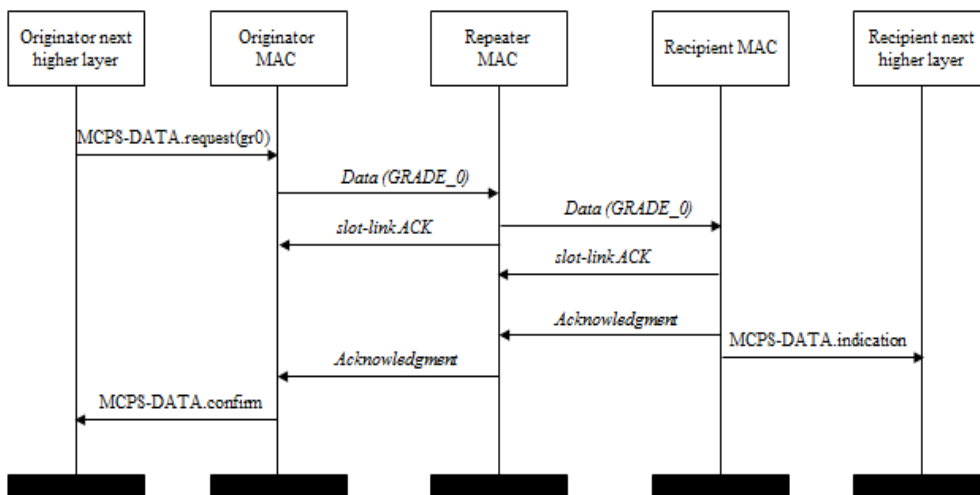 Originator next
higher layer
Originator
MAC
Repeater
MAC
Recipient MAC
Recipient next
higher layer
MCPS-DATA.request(gr0)
Data (GRADE_0)
Data (GRADE_0)
slot-link ACK
slot-link ACK
Acknowledgment
MCPS-DATA.indication
Acknowledgment
MCPS-DATA.confirm